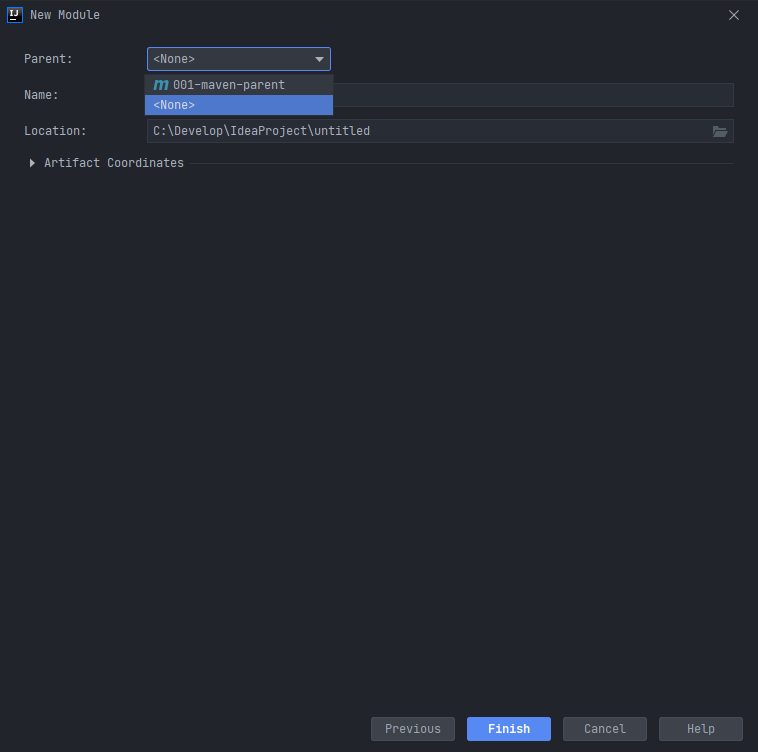 IJ New Module
Parent: <None>
m 001-maven-parent
<None>
Name:
Location: C:\Develop\IdeaProject\untitled
Artifact Coordinates
Previous Finish Cancel Help